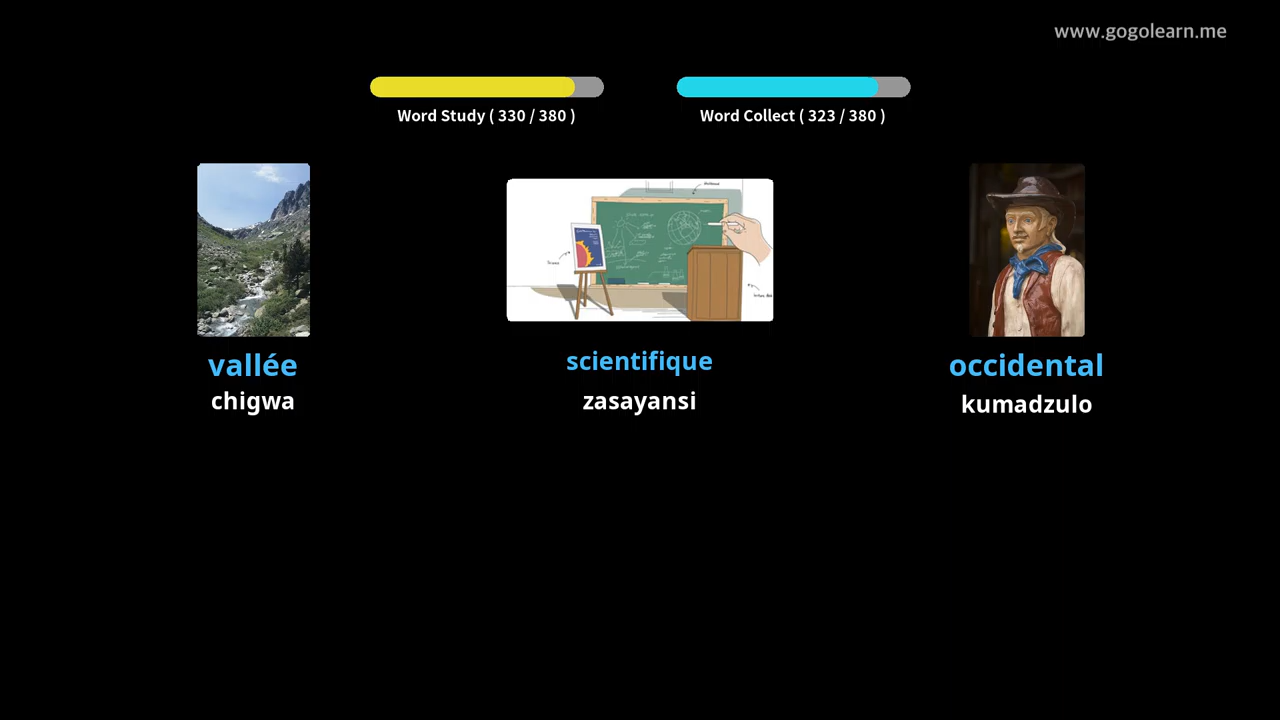 www.gogolearn.me
Word Study ( 330 / 380 )
Word Collect ( 323 / 380 )
vallée
scientifique
occidental
chigwa
zasayansi
kumadzulo